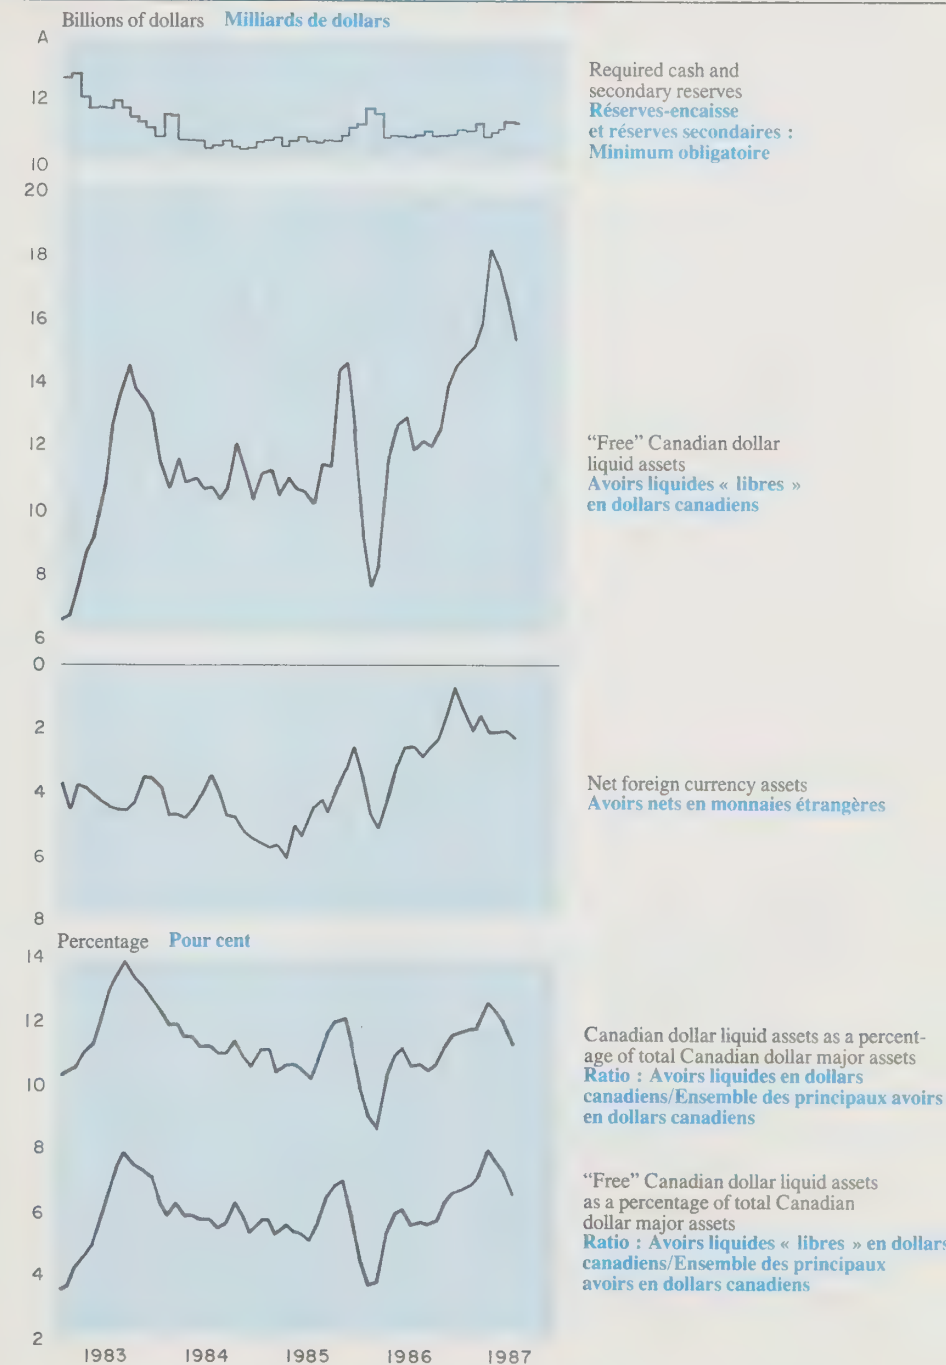 Billions of dollars Milliards de dollars
A
12
10
Required cash and
secondary reserves
Réserves-encaisse
et réserves secondaires :
Minimum obligatoire
20
18
16
14
12
10
8
6
"Free" Canadian dollar
liquid assets
Avoirs liquides « libres »
en dollars canadiens
0
2
4
6
8
Net foreign currency assets
Avoirs nets en monnaies étrangères
Percentage Pour cent
14
12
10
8
6
4
2
Canadian dollar liquid assets as a percent-
age of total Canadian dollar major assets
Ratio : Avoirs liquides en dollars
canadiens/Ensemble des principaux avoirs
en dollars canadiens
"Free" Canadian dollar liquid assets
as a percentage of total Canadian
dollar major assets
Ratio : Avoirs liquides « libres » en dollars
canadiens/Ensemble des principaux
avoirs en dollars canadiens
1983 1984 1985 1986 1987